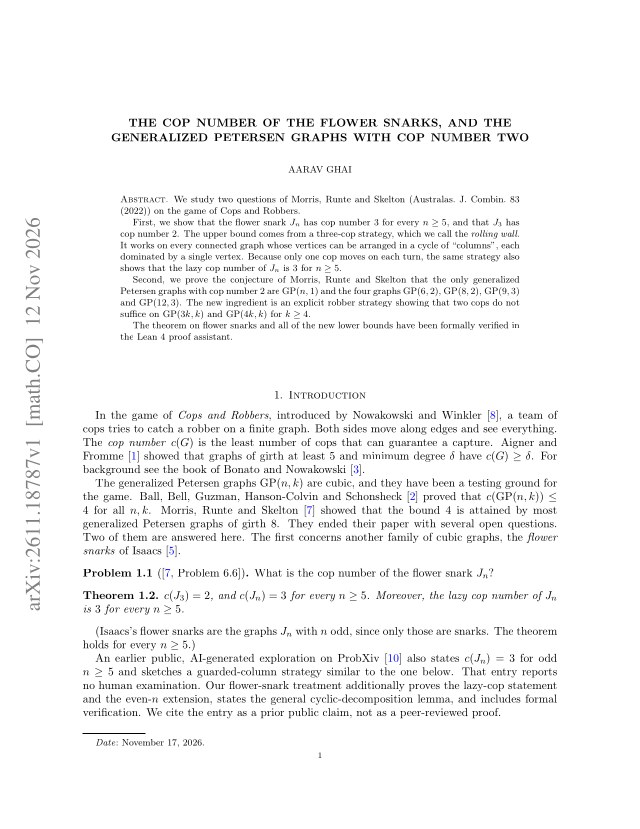 THE COP NUMBER OF THE FLOWER SNARKS, AND THE
GENERALIZED PETERSEN GRAPHS WITH COP NUMBER TWO
AARAV GHAI
Abstract. We study two questions of Morris, Runte and Skelton (Australas. J. Combin. 83
(2022)) on the game of Cops and Robbers.
First, we show that the flower snark Jn has cop number 3 for every n ≥ 5, and that J3 has
cop number 2. The upper bound comes from a three-cop strategy, which we call the rolling wall.
It works on every connected graph whose vertices can be arranged in a cycle of “columns”, each
dominated by a single vertex. Because only one cop moves on each turn, the same strategy also
shows that the lazy cop number of Jn is 3 for n ≥ 5.
Second, we prove the conjecture of Morris, Runte and Skelton that the only generalized
Petersen graphs with cop number 2 are GP(n, 1) and the four graphs GP(6, 2), GP(8, 2), GP(9, 3)
and GP(12, 3). The new ingredient is an explicit robber strategy showing that two cops do not
suffice on GP(3k, k) and GP(4k, k) for k ≥ 4.
The theorem on flower snarks and all of the new lower bounds have been formally verified in
the Lean 4 proof assistant.
1. Introduction
In the game of Cops and Robbers, introduced by Nowakowski and Winkler [8], a team of
cops tries to catch a robber on a finite graph. Both sides move along edges and see everything.
The cop number c(G) is the least number of cops that can guarantee a capture. Aigner and
Fromme [1] showed that graphs of girth at least 5 and minimum degree δ have c(G) ≥ δ. For
background see the book of Bonato and Nowakowski [3].
The generalized Petersen graphs GP(n, k) are cubic, and they have been a testing ground for
the game. Ball, Bell, Guzman, Hanson-Colvin and Schonsheck [2] proved that c(GP(n, k)) ≤
4 for all n, k. Morris, Runte and Skelton [7] showed that the bound 4 is attained by most
generalized Petersen graphs of girth 8. They ended their paper with several open questions.
Two of them are answered here. The first concerns another family of cubic graphs, the flower
snarks of Isaacs [5].
Problem 1.1 ([7, Problem 6.6]). What is the cop number of the flower snark Jn?
Theorem 1.2. c(J3) = 2, and c(Jn) = 3 for every n ≥ 5. Moreover, the lazy cop number of Jn
is 3 for every n ≥ 5.
(Isaacs’s flower snarks are the graphs Jn with n odd, since only those are snarks. The theorem
holds for every n ≥ 5.)
An earlier public, AI-generated exploration on ProbXiv [10] also states c(Jn) = 3 for odd
n ≥ 5 and sketches a guarded-column strategy similar to the one below. That entry reports
no human examination. Our flower-snark treatment additionally proves the lazy-cop statement
and the even-n extension, states the general cyclic-decomposition lemma, and includes formal
verification. We cite the entry as a prior public claim, not as a peer-reviewed proof.
Date: November 17, 2026.
1
arXiv:2611.18787v1 [math.CO] 12 Nov 2026